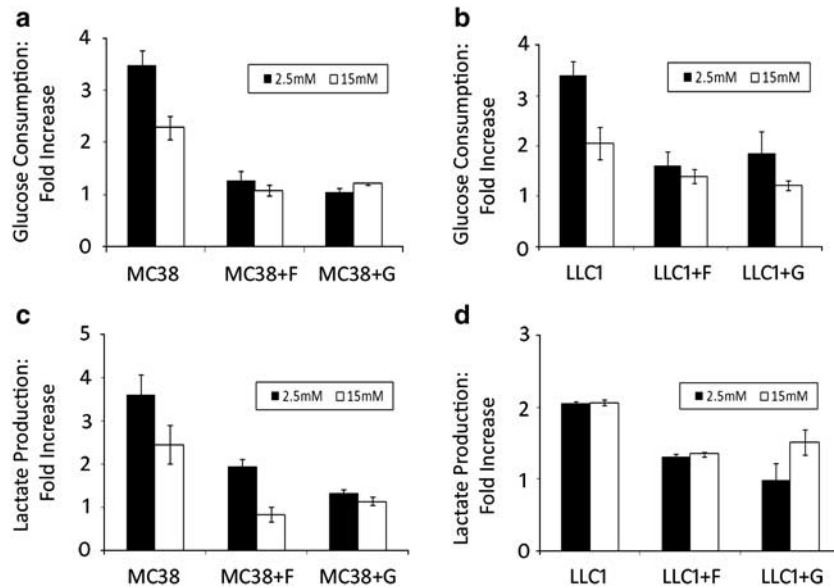 a
Glucose Consumption:
Fold Increase
4
3
2
1
0
2.5mM 15mM
MC38 MC38+F MC38+G
b
Glucose Consumption:
Fold Increase
4
3
2
1
0
2.5mM 15mM
LLC1 LLC1+F LLC1+G
c
Lactate Production:
Fold Increase
5
4
3
2
1
0
2.5mM 15mM
MC38 MC38+F MC38+G
d
Lactate Production:
Fold Increase
3
2
1
0
2.5mM 15mM
LLC1 LLC1+F LLC1+G